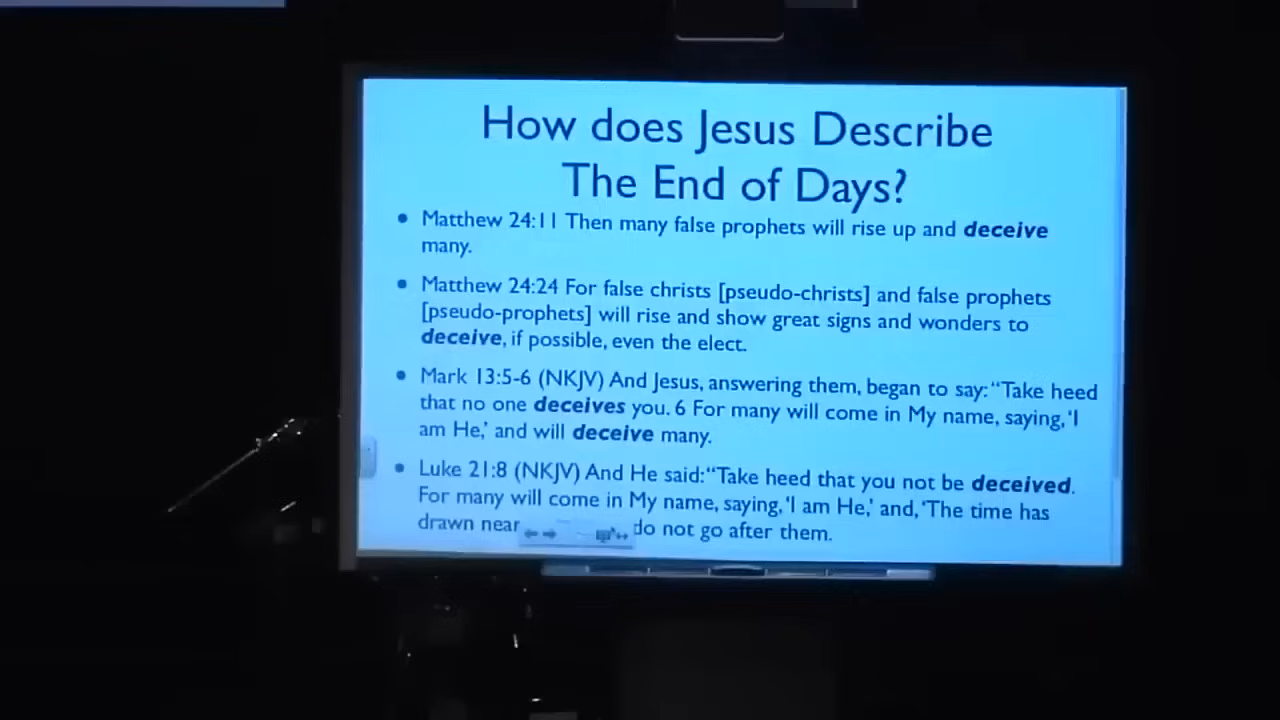 How does Jesus Describe
The End of Days?
• Matthew 24:11 Then many false prophets will rise up and deceive
many.
• Matthew 24:24 For false christs [pseudo-christs] and false prophets
[pseudo-prophets] will rise and show great signs and wonders to
deceive, if possible, even the elect.
• Mark 13:5-6 (NKJV) And Jesus, answering them, began to say: “Take heed
that no one deceives you. 6 For many will come in My name, saying, ‘I
am He,’ and will deceive many.
• Luke 21:8 (NKJV) And He said: “Take heed that you not be deceived.
For many will come in My name, saying, ‘I am He,’ and, ‘The time has
drawn near do not go after them.